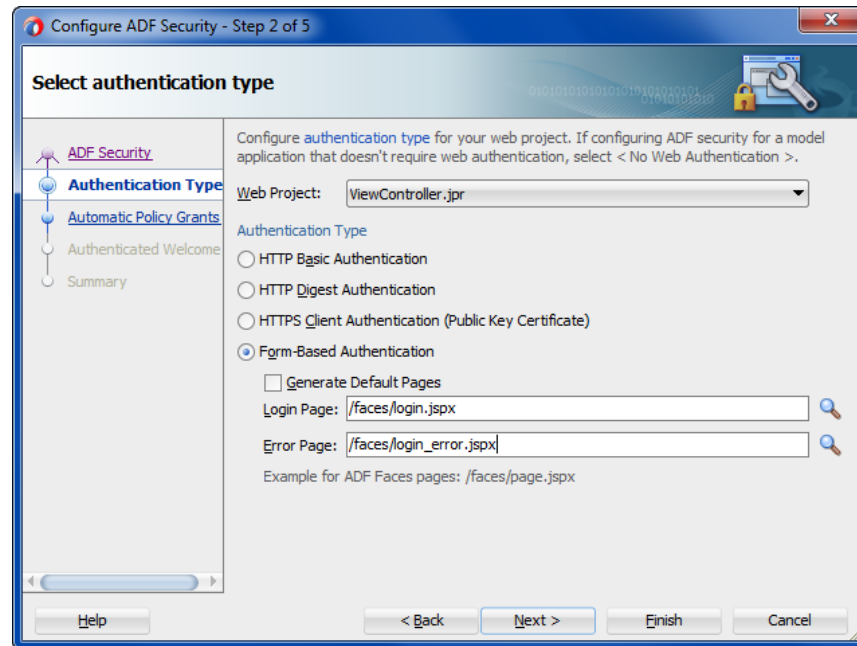 Configure ADF Security - Step 2 of 5
Select authentication type
ADF Security
Authentication Type
Automatic Policy Grants
Authenticated Welcome
Summary
Configure authentication type for your web project. If configuring ADF security for a model
application that doesn't require web authentication, select < No Web Authentication >.
Web Project: ViewController.jpr
Authentication Type
HTTP Basic Authentication
HTTP Digest Authentication
HTTPS Client Authentication (Public Key Certificate)
Form-Based Authentication
Generate Default Pages
Login Page: /faces/login.jspx
Error Page: /faces/login_error.jspx
Example for ADF Faces pages: /faces/page.jspx
Help < Back Next > Finish Cancel